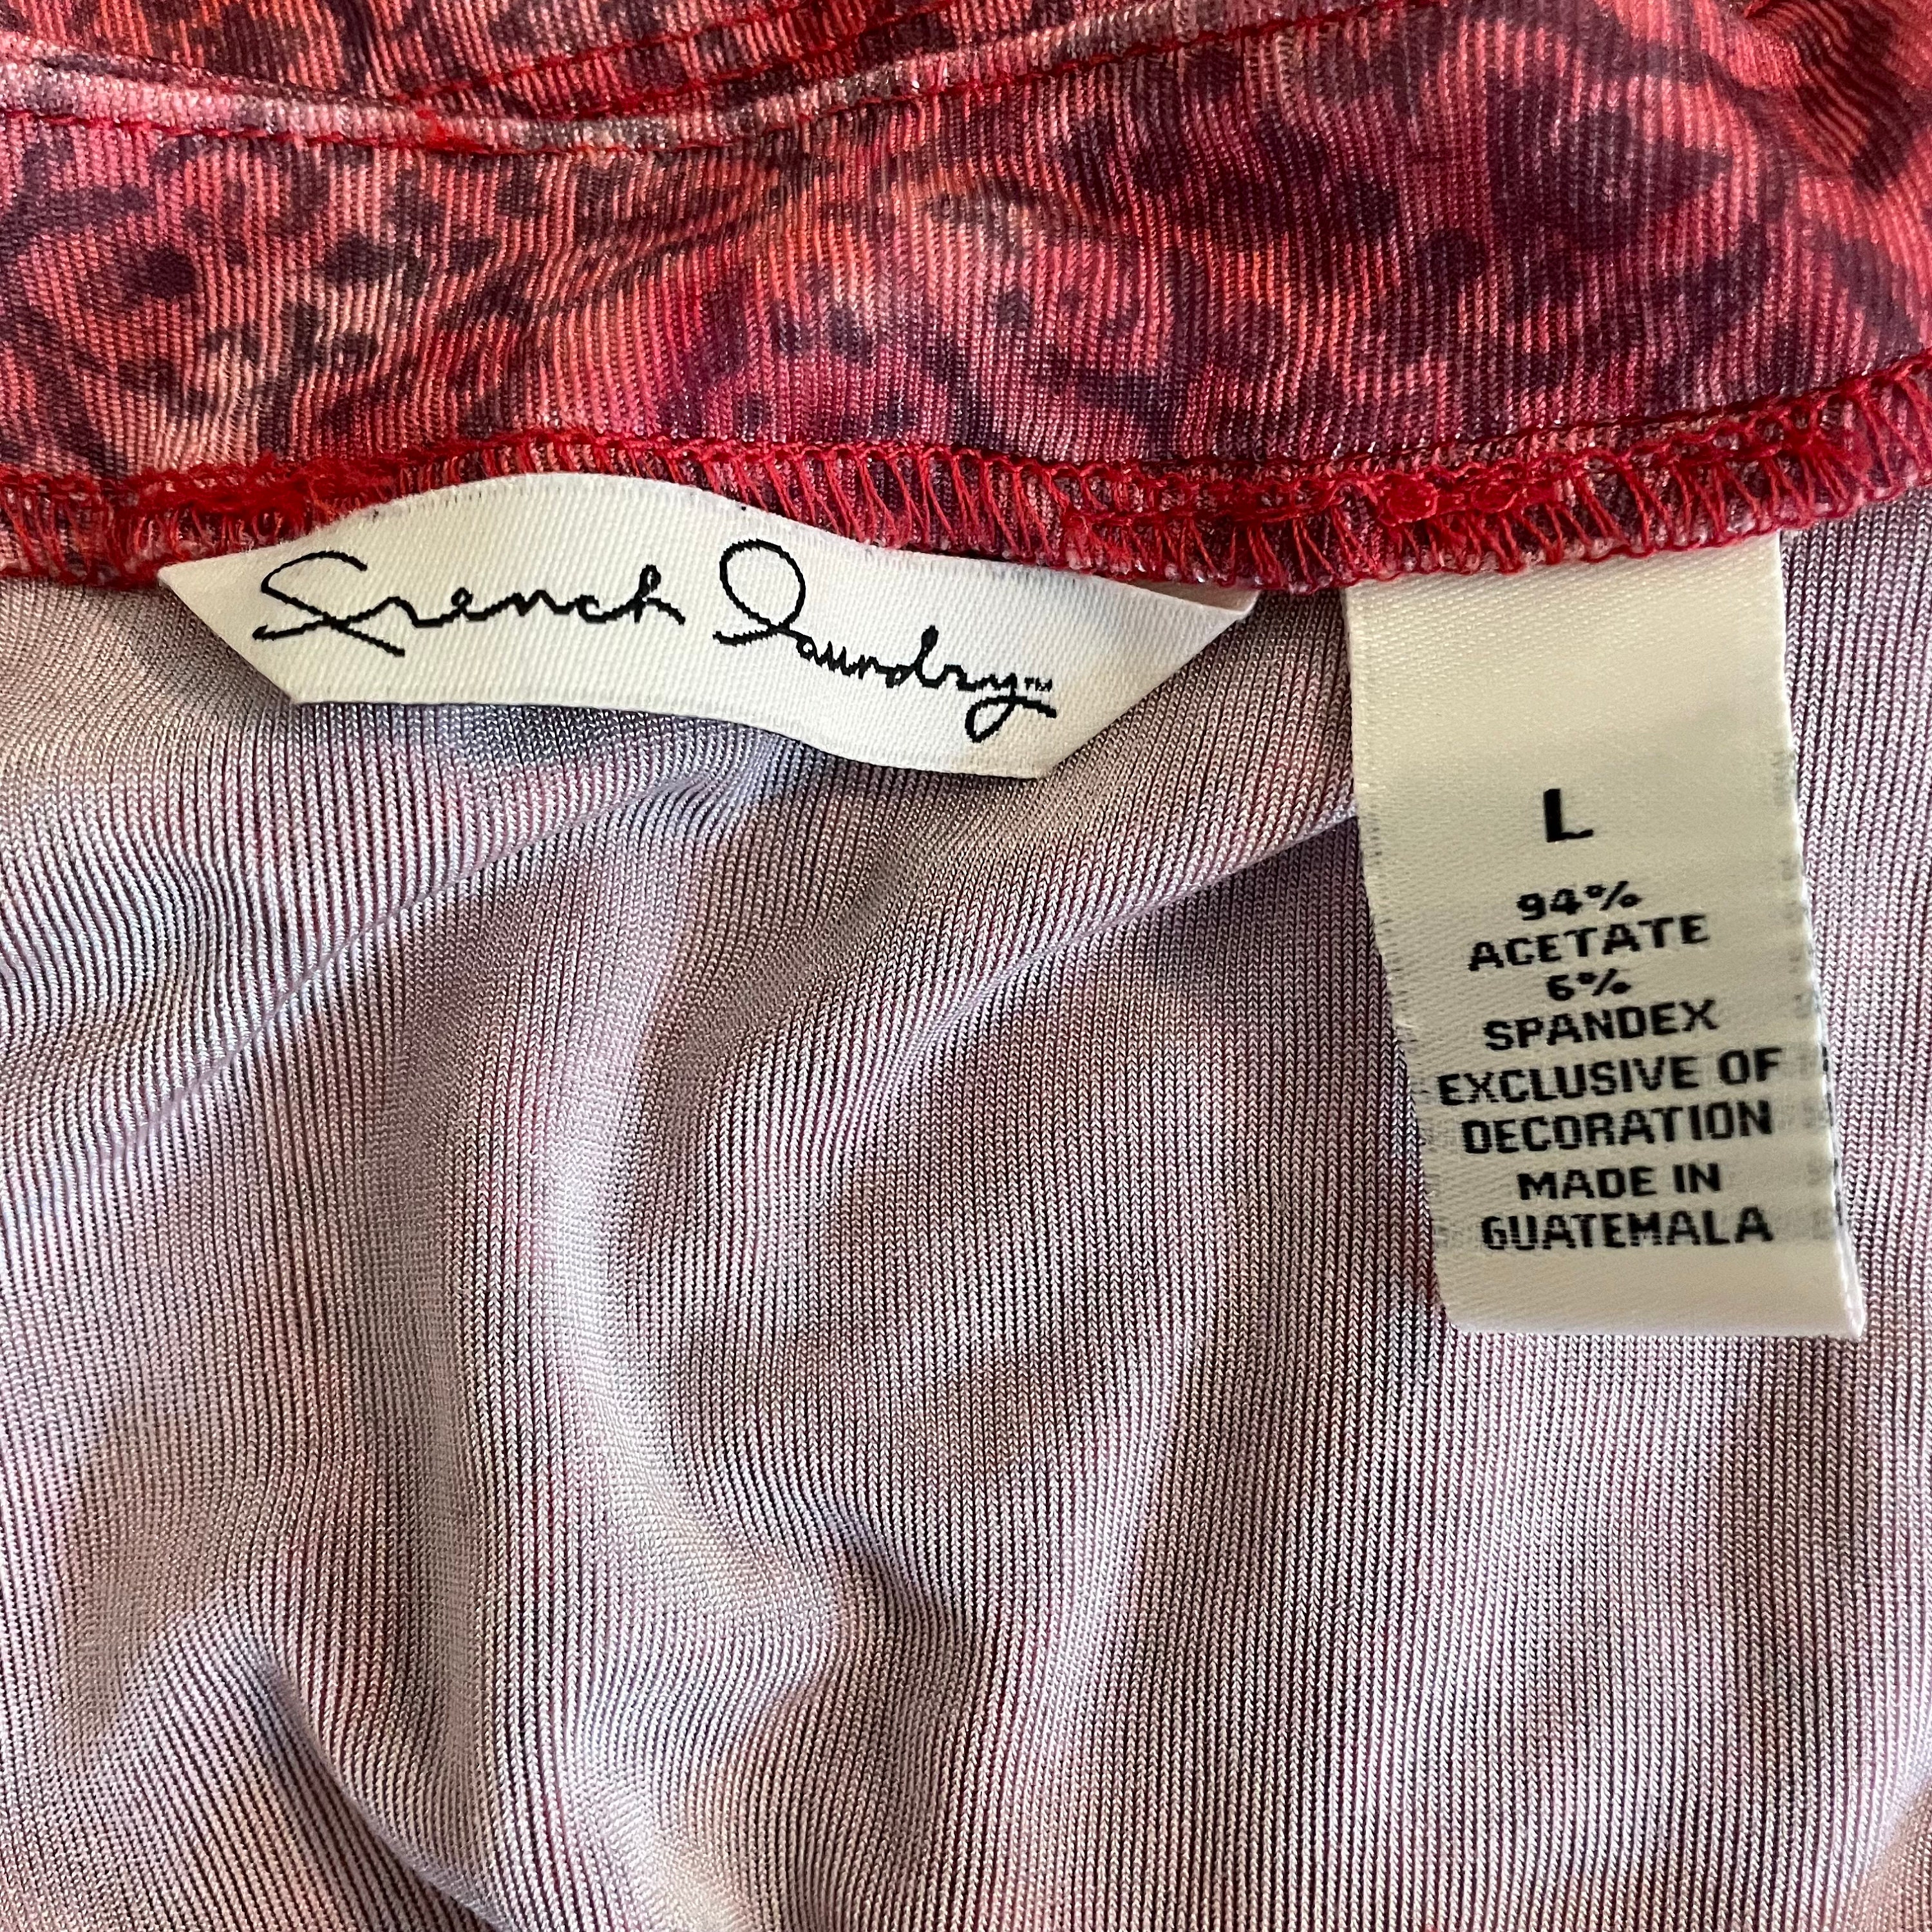 French Laundry™
L
94%
ACETATE
6%
SPANDEX
EXCLUSIVE OF
DECORATION
MADE IN
GUATEMALA